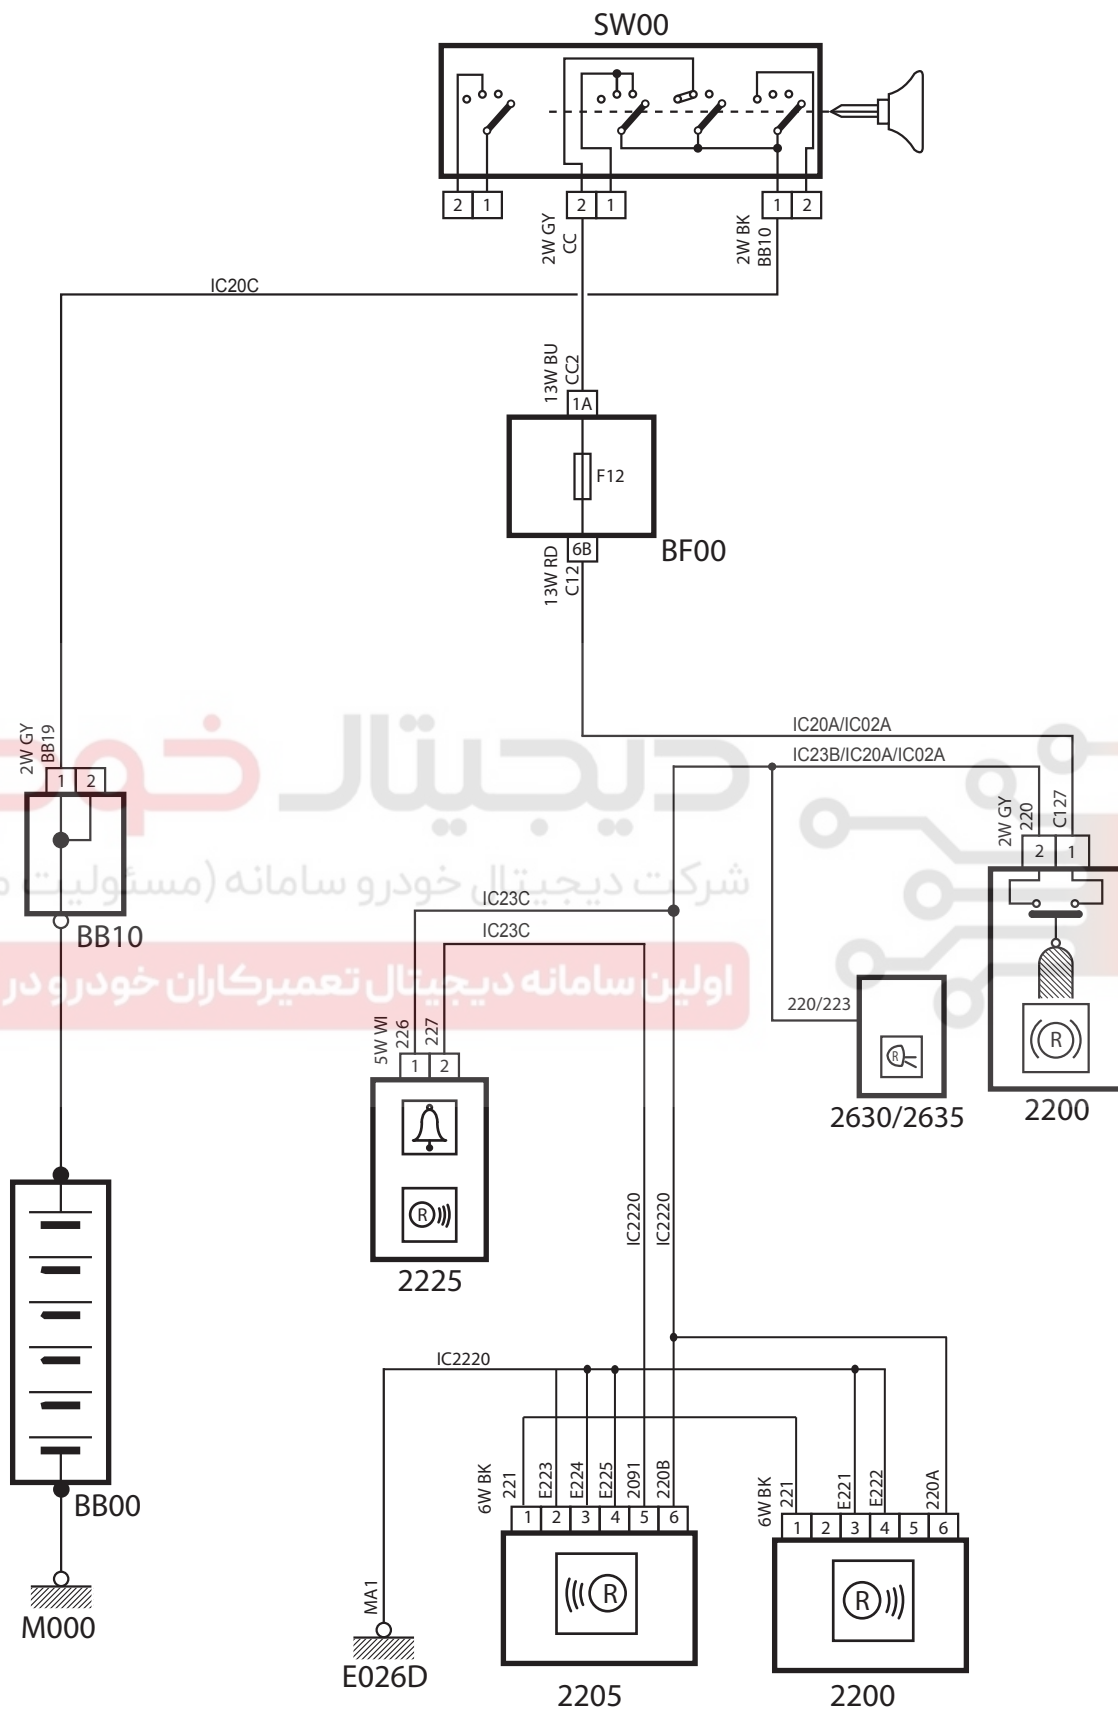 SW00
2 1
2 1
1 2
2W GY
CC
2W BK
BB10
IC20C
13W BU
CC2
1A
F12
6B
BF00
13W RD
C12
IC20A/IC02A
IC23B/IC20A/IC02A
2W GY
BB19
1 2
2W GY
220
C127
2 1
دیجیتال خود
شرکت دیجیتال خودرو سامانه (مسئولیت
IC23C
BB10
IC23C
اولین سامانه دیجیتال تعمیرکاران خودرو در
220/223
5W WI
226
227
1 2
R
R
2630/2635
2200
R
2225
IC2220
IC2220
IC2220
BB00
6W BK
221
E223
E224
E225
2091
220B
1 2 3 4 5 6
6W BK
221
E221
E222
220A
1 2 3 4 5 6
R
R
M000
MA1
E026D
2205
2200